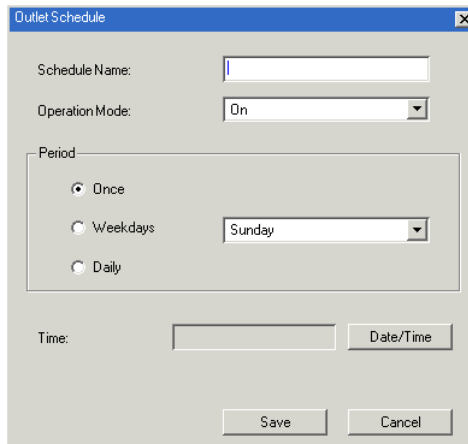 Outlet Schedule
Schedule Name:
Operation Mode: On
Period
Once
Weekdays Sunday
Daily
Time: Date/Time
Save Cancel